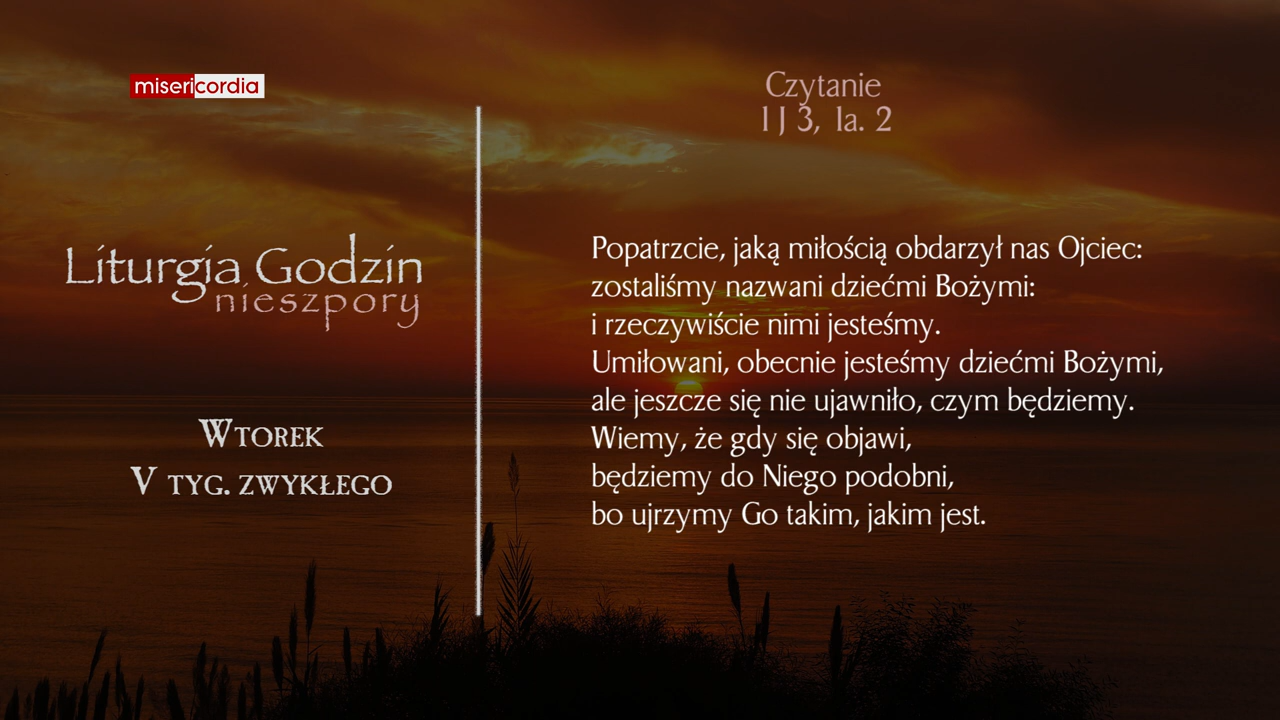 misericordia
Liturgia Godzin
nieszpory
Wtorek
V tyg. zwykłego
Czytanie
1 J 3, 1a. 2
Popatrzcie, jaką miłością obdarzył nas Ojciec:
zostaliśmy nazwani dziećmi Bożymi:
i rzeczywiście nimi jesteśmy.
Umiłowani, obecnie jesteśmy dziećmi Bożymi,
ale jeszcze się nie ujawniło, czym będziemy.
Wiemy, że gdy się objawi,
będziemy do Niego podobni,
bo ujrzymy Go takim, jakim jest.